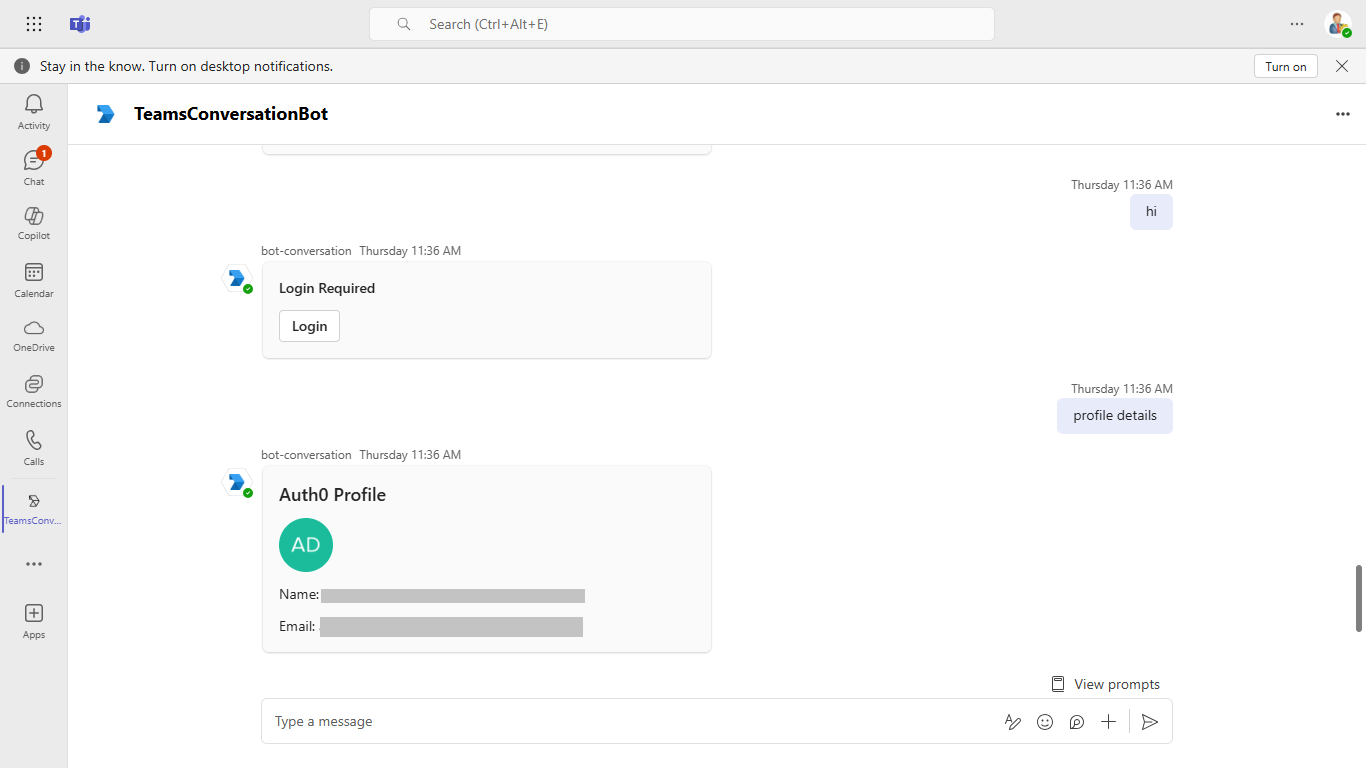 Search (Ctrl+Alt+E)
Stay in the know. Turn on desktop notifications.
Turn on
Activity
1
Chat
Copilot
Calendar
OneDrive
Connections
Calls
TeamsConv...
Apps
TeamsConversationBot
Thursday 11:36 AM
hi
bot-conversation Thursday 11:36 AM
Login Required
Login
Thursday 11:36 AM
profile details
bot-conversation Thursday 11:36 AM
Auth0 Profile
AD
Name:
Email:
View prompts
Type a message